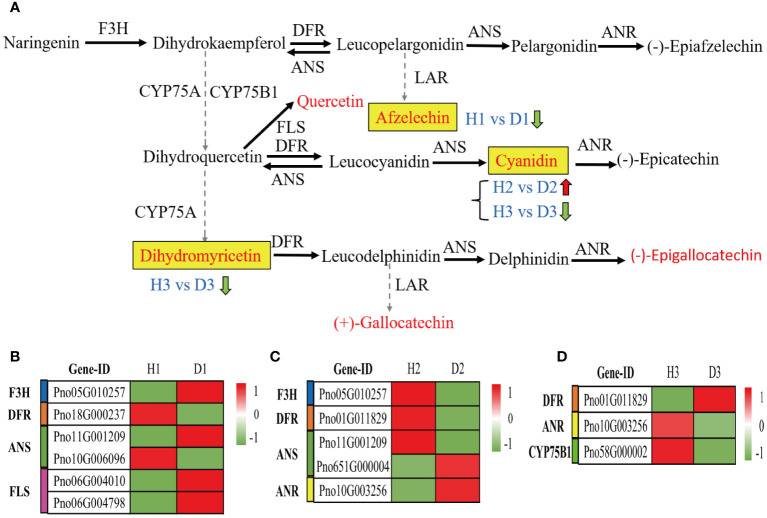 A
Naringenin F3H Dihydrokaempferol DFR ANS Leucopelargonidin ANS Pelargonidin ANR (-)-Epiafzelechin
CYP75A CYP75B1 LAR
Quercetin
FLS
Afzelechin H1 vs D1
Dihydroquercetin DFR ANS Leucocyanidin ANS Cyanidin ANR (-)-Epicatechin
H2 vs D2
H3 vs D3
CYP75A
Dihydromyricetin DFR Leucodelphinidin ANS Delphinidin ANR (-)-Epigallocatechin
H3 vs D3
LAR
(+)-Gallocatechin
B
Gene-ID H1 D1
F3H Pno05G010257
DFR Pno18G000237
ANS Pno11G001209
Pno10G006096
FLS Pno06G004010
Pno06G004798
1
0
-1
C
Gene-ID H2 D2
F3H Pno05G010257
DFR Pno01G011829
ANS Pno11G001209
Pno651G000004
ANR Pno10G003256
1
0
-1
D
Gene-ID H3 D3
DFR Pno01G011829
ANR Pno10G003256
CYP75B1 Pno58G000002
1
0
-1